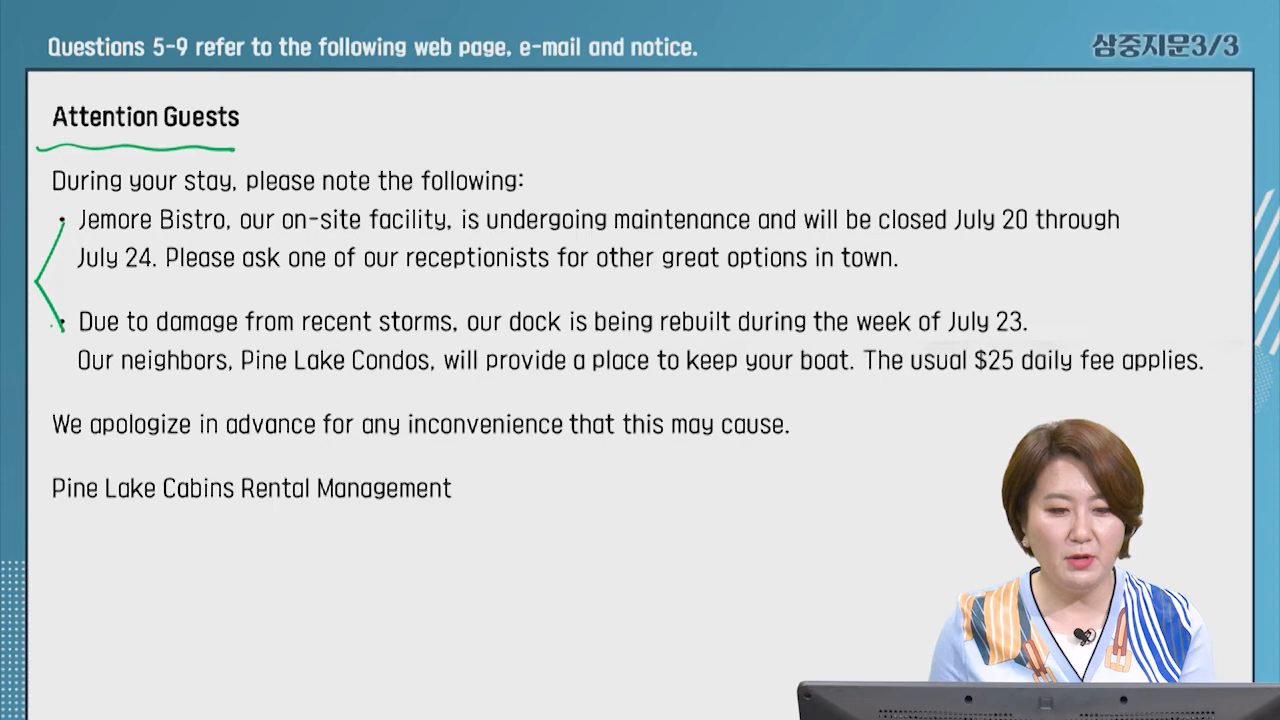 Questions 5-9 refer to the following web page, e-mail and notice.
삼중지문3/3
Attention Guests
During your stay, please note the following:
• Jemore Bistro, our on-site facility, is undergoing maintenance and will be closed July 20 through
July 24. Please ask one of our receptionists for other great options in town.
• Due to damage from recent storms, our dock is being rebuilt during the week of July 23.
Our neighbors, Pine Lake Condos, will provide a place to keep your boat. The usual $25 daily fee applies.
We apologize in advance for any inconvenience that this may cause.
Pine Lake Cabins Rental Management